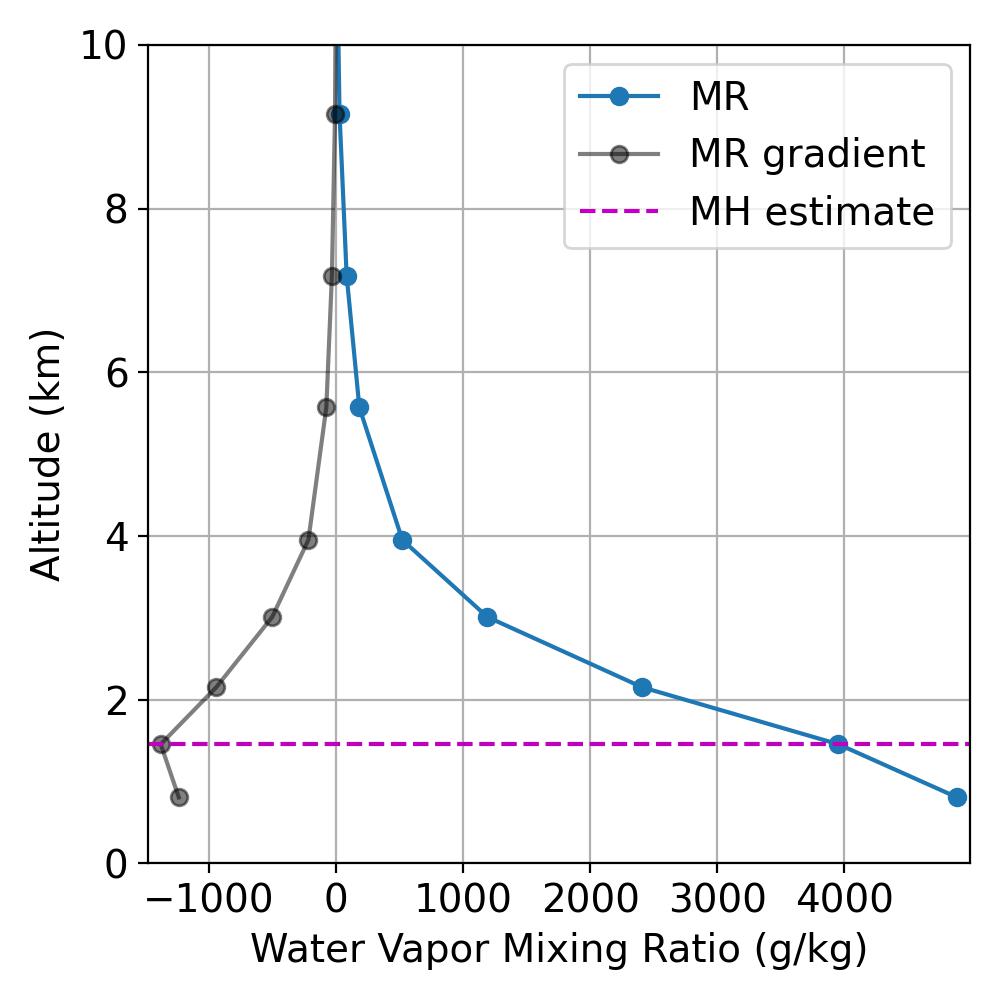 10
8
6
4
2
0
Altitude (km)
MR
MR gradient
MH estimate
−1000 0 1000 2000 3000 4000
Water Vapor Mixing Ratio (g/kg)